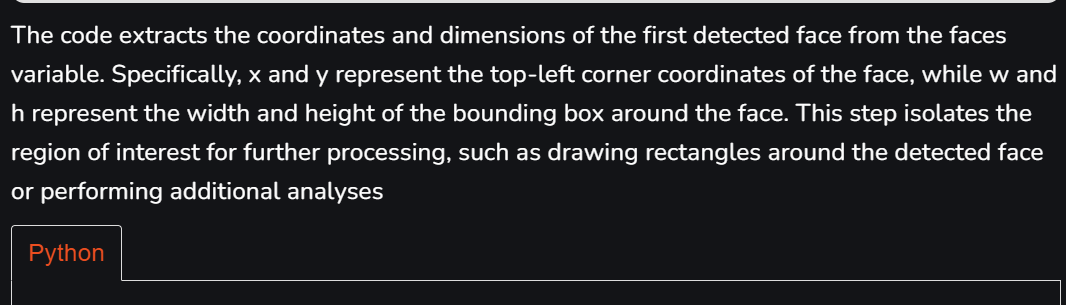 The code extracts the coordinates and dimensions of the first detected face from the faces
variable. Specifically, x and y represent the top-left corner coordinates of the face, while w and
h represent the width and height of the bounding box around the face. This step isolates the
region of interest for further processing, such as drawing rectangles around the detected face
or performing additional analyses
Python